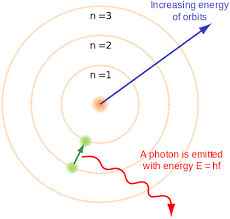 Increasing energy
of orbits
n = 3
n = 2
n = 1
A photon is emitted
with energy E = hf